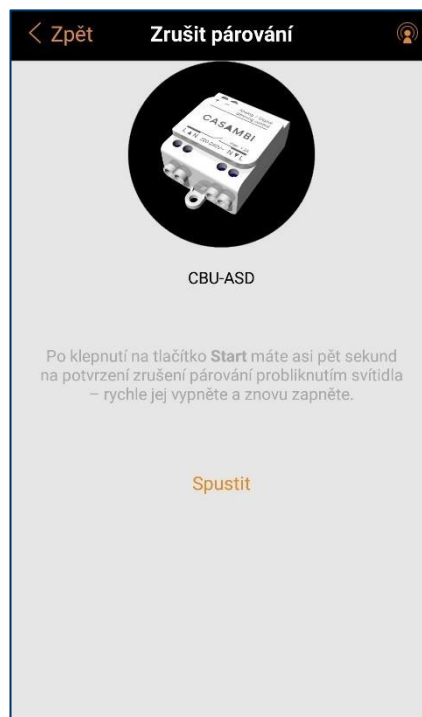 Zpět Zrušit párování
CASAMBI
CBU-ASD
Po klepnutí na tlačítko Start máte asi pět sekund
na potvrzení zrušení párování probliknutím svítidla
– rychle jej vypněte a znovu zapněte.
Spustit